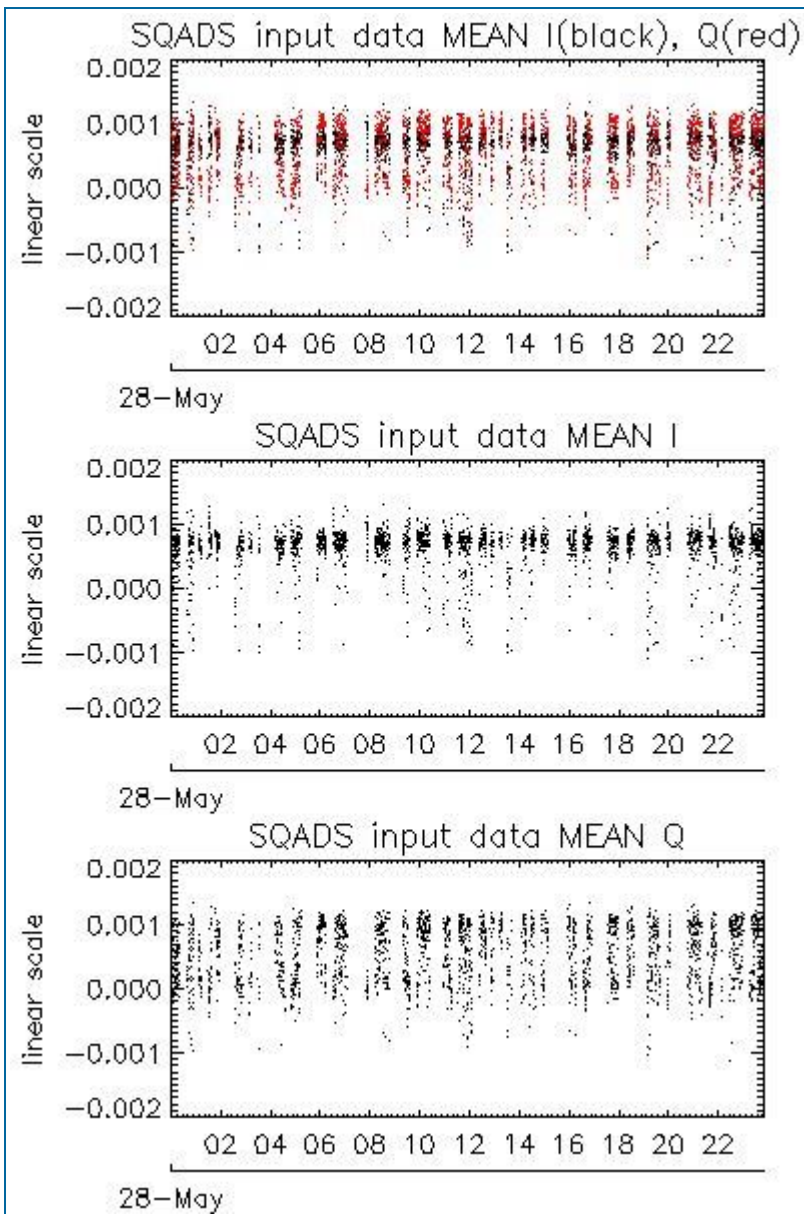 SQADS input data MEAN I(black), Q(red)
linear scale
0.002
0.001
0.000
-0.001
-0.002
02 04 06 08 10 12 14 16 18 20 22
28-May
SQADS input data MEAN I
linear scale
0.002
0.001
0.000
-0.001
-0.002
02 04 06 08 10 12 14 16 18 20 22
28-May
SQADS input data MEAN Q
linear scale
0.002
0.001
0.000
-0.001
-0.002
02 04 06 08 10 12 14 16 18 20 22
28-May